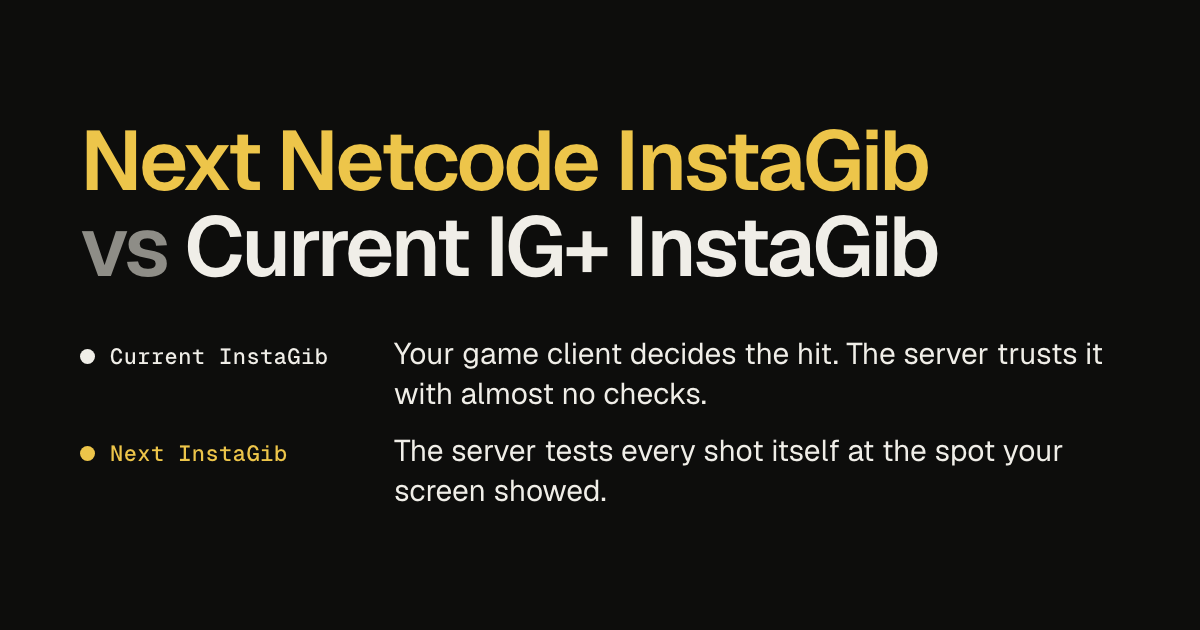 Next Netcode InstaGib
vs Current IG+ InstaGib
Current InstaGib
Your game client decides the hit. The server trusts it
with almost no checks.
Next InstaGib
The server tests every shot itself at the spot your
screen showed.